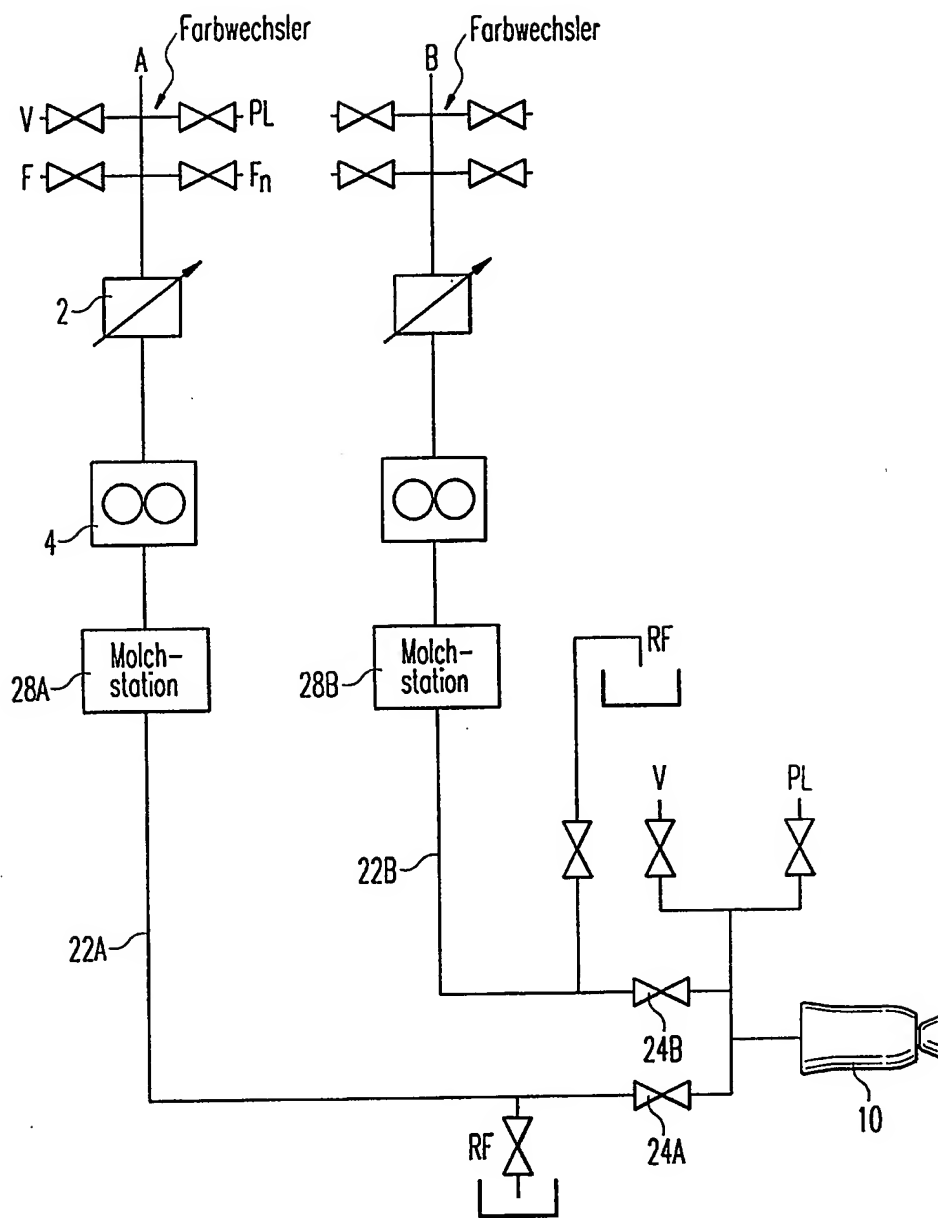 Farbwechsler
Farbwechsler
A
B
V
PL
F
Fn
2
4
Molch-
station
28A
Molch-
station
28B
RF
V
PL
22B
22A
24B
24A
10
RF